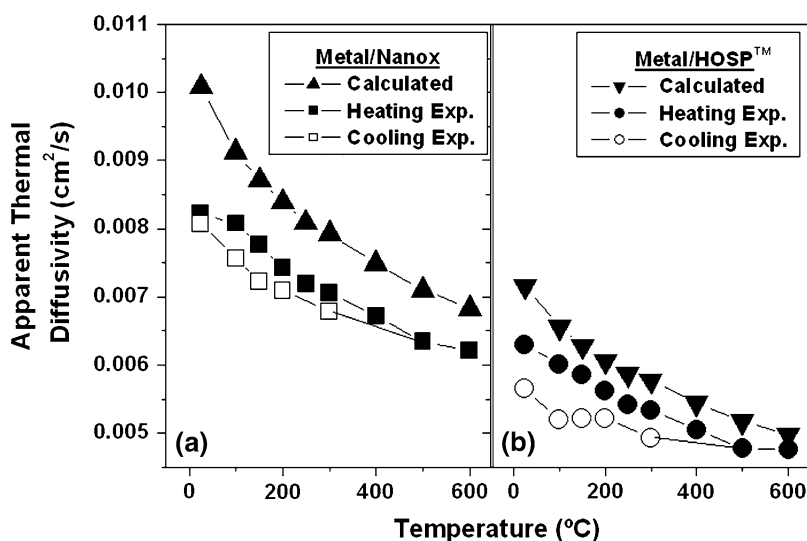 0.011
0.010
0.009
0.008
0.007
0.006
0.005
Apparent Thermal
Diffusivity (cm²/s)
Metal/Nanox
Calculated
Heating Exp.
Cooling Exp.
(a)
0 200 400 600
Metal/HOSP™
Calculated
Heating Exp.
Cooling Exp.
(b)
0 200 400 600
Temperature (ºC)